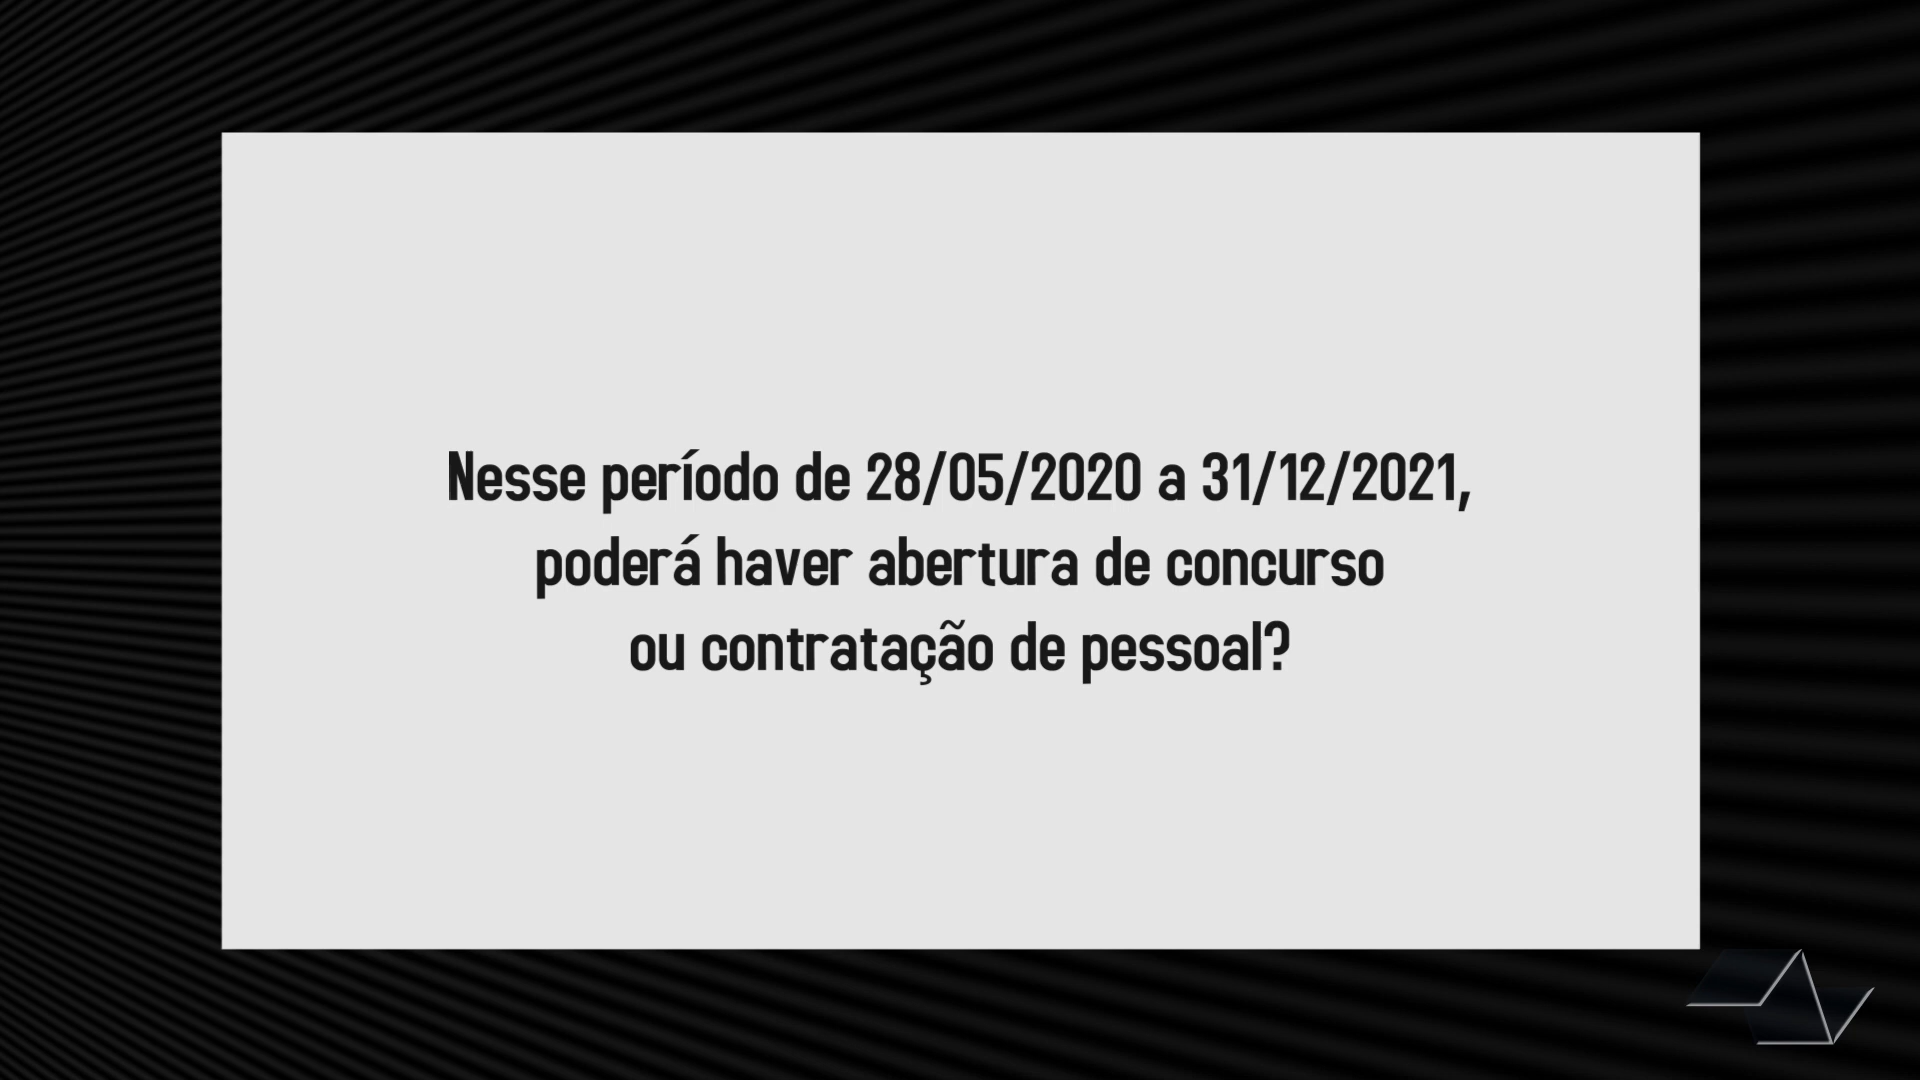 Nesse período de 28/05/2020 a 31/12/2021,
poderá haver abertura de concurso
ou contratação de pessoal?